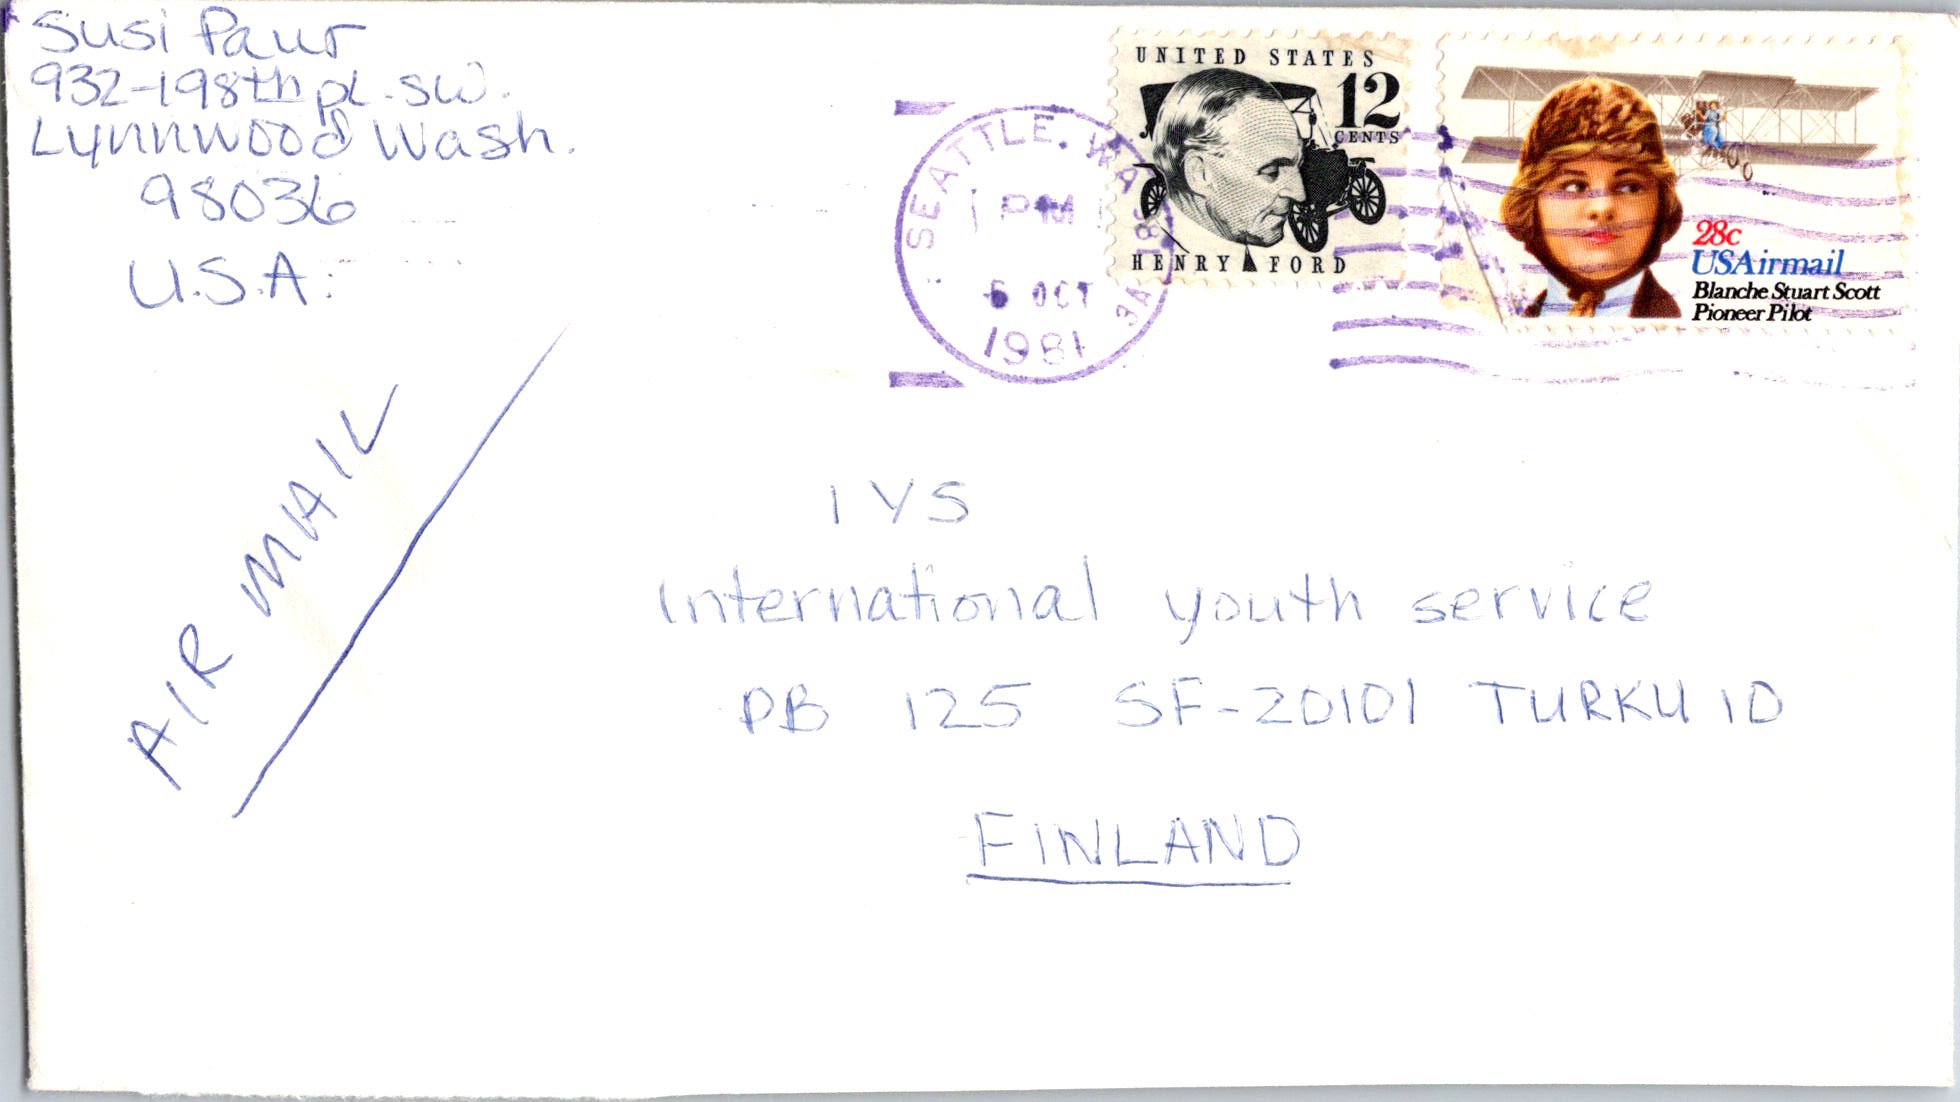 Susi Paur
932-198th pl. SW.
Lynnwood Wash.
98036
U.S.A.
AIR MAIL
SEATTLE, WA
PM
OCT
1981
UNITED STATES
12
CENTS
HENRY FORD
28c
USAirmail
Blanche Stuart Scott
Pioneer Pilot
IYS
International youth service
PB 125 SF-20101 TURKU 10
FINLAND